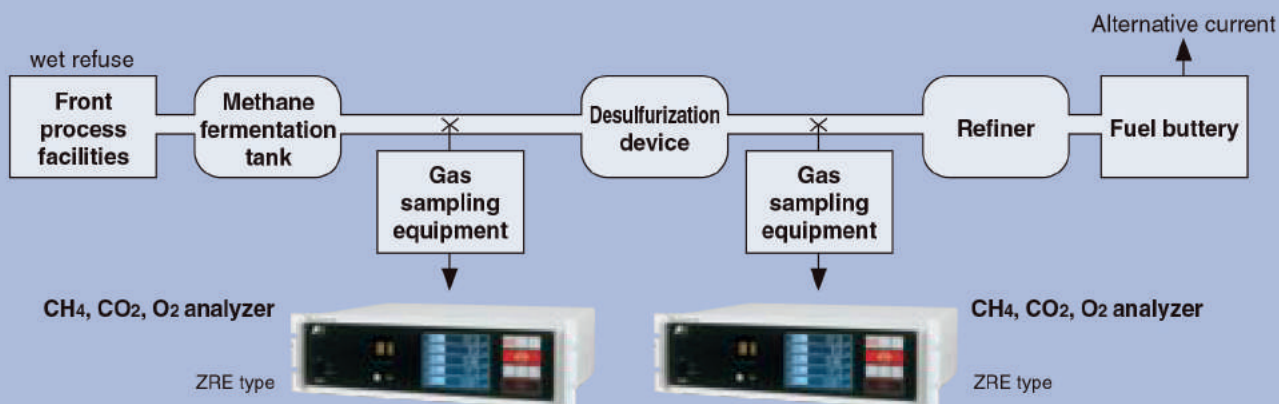 Alternative current
wet refuse
Front
process
facilities
Methane
fermentation
tank
Desulfurization
device
Refiner
Fuel buttery
Gas
sampling
equipment
Gas
sampling
equipment
CH4, CO2, O2 analyzer
CH4, CO2, O2 analyzer
ZRE type
ZRE type